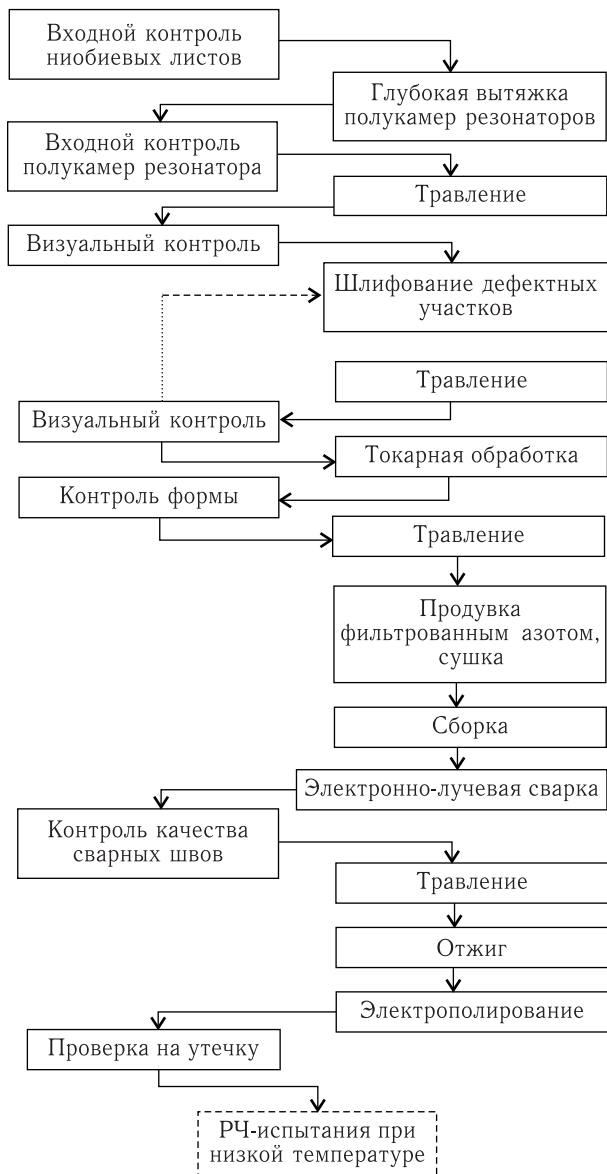 Входной контроль
ниобиевых листов
Глубокая вытяжка
полукамер резонаторов
Входной контроль
полукамер резонатора
Травление
Визуальный контроль
Шлифование дефектных
участков
Травление
Визуальный контроль
Токарная обработка
Контроль формы
Травление
Продувка
фильтрованным азотом,
сушка
Сборка
Электронно-лучевая сварка
Контроль качества
сварных швов
Травление
Отжиг
Электрополирование
Проверка на утечку
РЧ-испытания при
низкой температуре